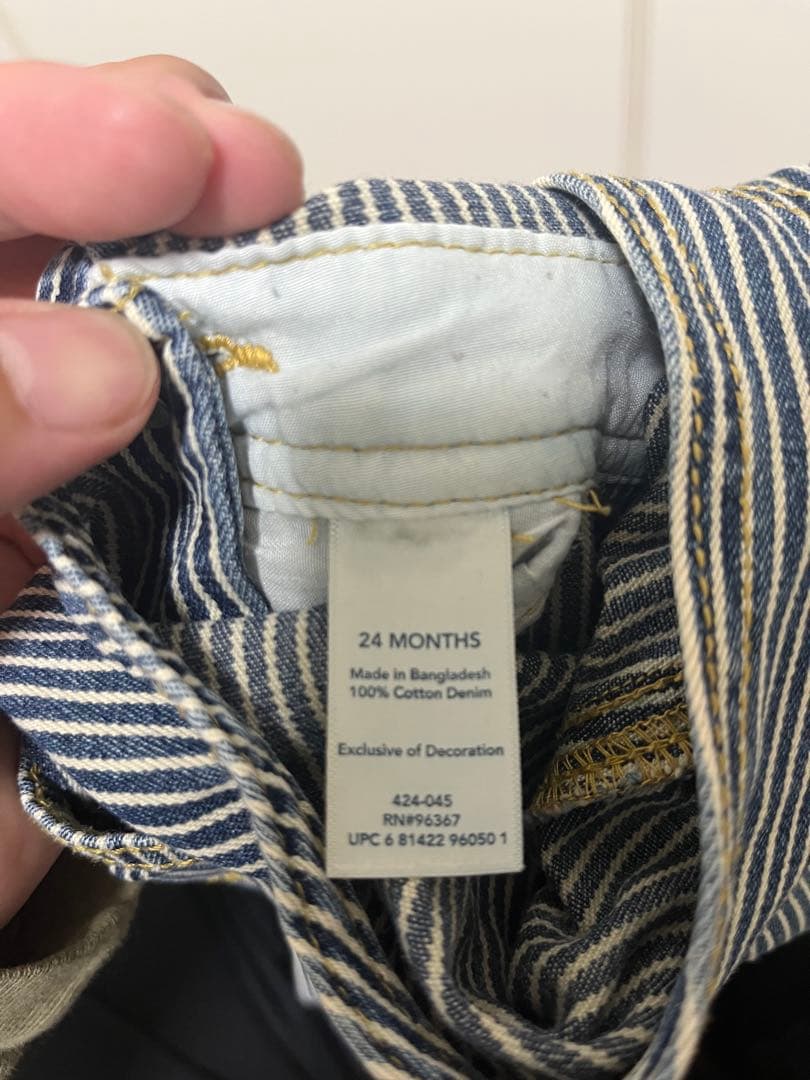 24 MONTHS
Made in Bangladesh
100% Cotton Denim
Exclusive of Decoration
424-045
RN#96367
UPC 6 81422 96050 1